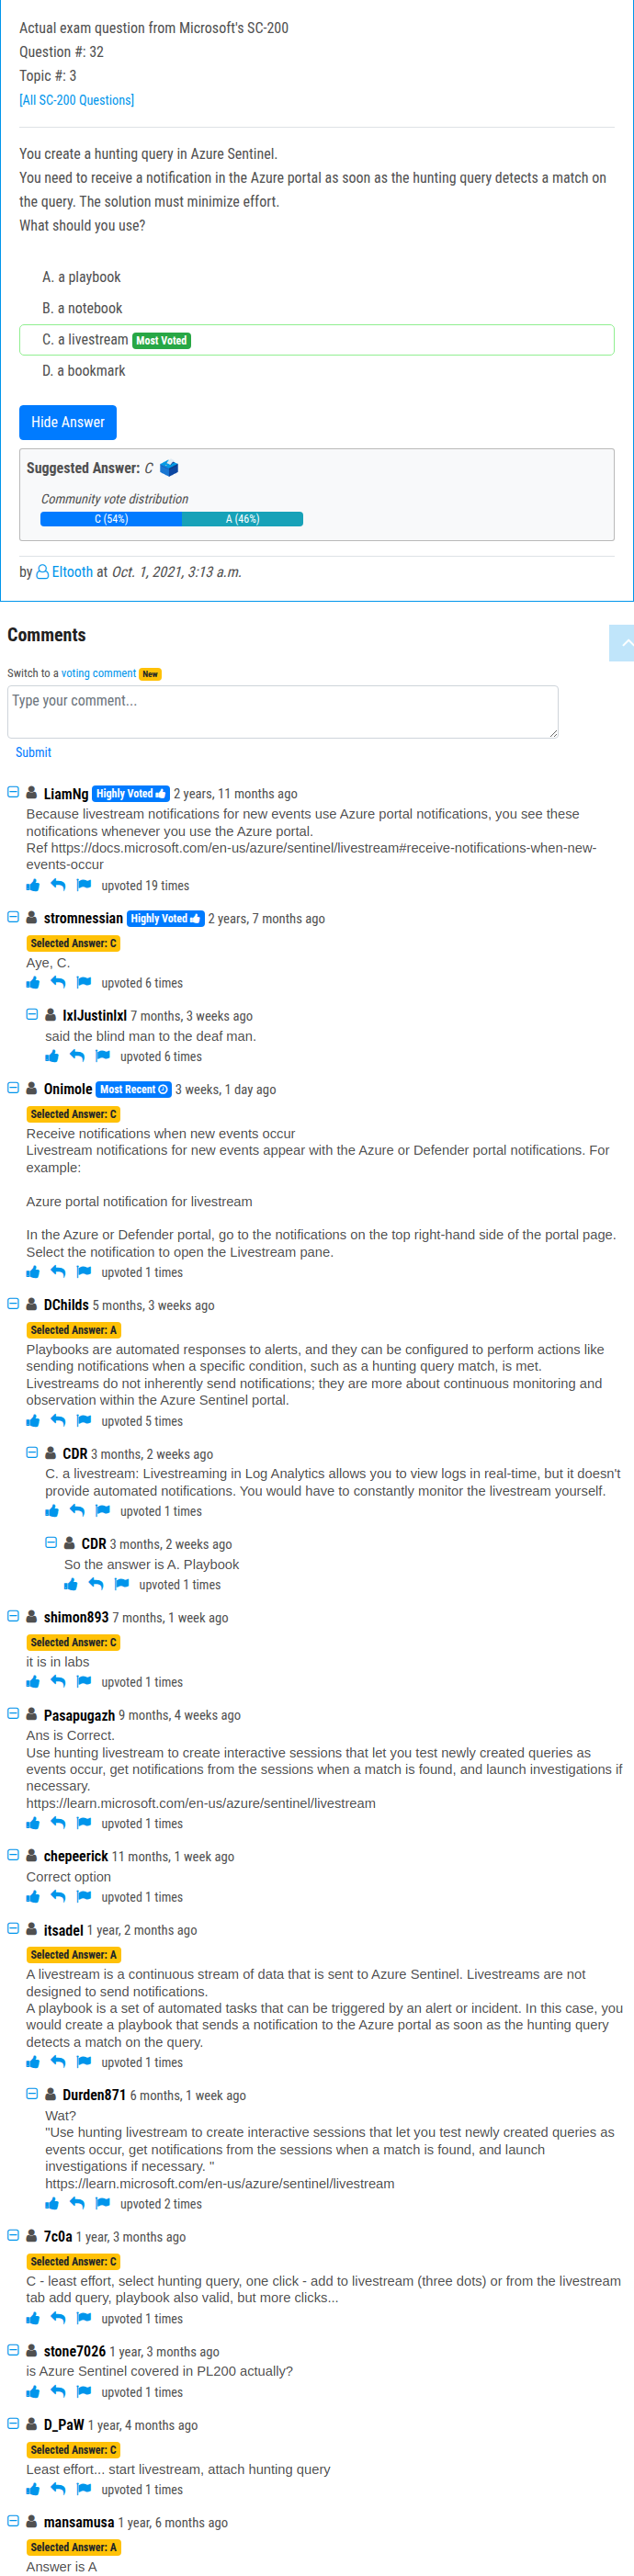 Actual exam question from Microsoft's SC-200
Question #: 32
Topic #: 3
[All SC-200 Questions]
You create a hunting query in Azure Sentinel.
You need to receive a notification in the Azure portal as soon as the hunting query detects a match on
the query. The solution must minimize effort.
What should you use?
A. a playbook
B. a notebook
C. a livestream Most Voted
D. a bookmark
Hide Answer
Suggested Answer: C
Community vote distribution
C (54%) A (46%)
by Eltooth at Oct. 1, 2021, 3:13 a.m.
Comments
Switch to a voting comment New
Type your comment...
Submit
LiamNg Highly Voted 2 years, 11 months ago
Because livestream notifications for new events use Azure portal notifications, you see these
notifications whenever you use the Azure portal.
Ref https://docs.microsoft.com/en-us/azure/sentinel/livestream#receive-notifications-when-new-
events-occur
upvoted 19 times
stromnessian Highly Voted 2 years, 7 months ago
Selected Answer: C
Aye, C.
upvoted 6 times
IxIJustinIxI 7 months, 3 weeks ago
said the blind man to the deaf man.
upvoted 6 times
Onimole Most Recent 3 weeks, 1 day ago
Selected Answer: C
Receive notifications when new events occur
Livestream notifications for new events appear with the Azure or Defender portal notifications. For
example:
Azure portal notification for livestream
In the Azure or Defender portal, go to the notifications on the top right-hand side of the portal page.
Select the notification to open the Livestream pane.
upvoted 1 times
DChilds 5 months, 3 weeks ago
Selected Answer: A
Playbooks are automated responses to alerts, and they can be configured to perform actions like
sending notifications when a specific condition, such as a hunting query match, is met.
Livestreams do not inherently send notifications; they are more about continuous monitoring and
observation within the Azure Sentinel portal.
upvoted 5 times
CDR 3 months, 2 weeks ago
C. a livestream: Livestreaming in Log Analytics allows you to view logs in real-time, but it doesn't
provide automated notifications. You would have to constantly monitor the livestream yourself.
upvoted 1 times
CDR 3 months, 2 weeks ago
So the answer is A. Playbook
upvoted 1 times
shimon893 7 months, 1 week ago
Selected Answer: C
it is in labs
upvoted 1 times
Pasapugazh 9 months, 4 weeks ago
Ans is Correct.
Use hunting livestream to create interactive sessions that let you test newly created queries as
events occur, get notifications from the sessions when a match is found, and launch investigations if
necessary.
https://learn.microsoft.com/en-us/azure/sentinel/livestream
upvoted 1 times
chepeerick 11 months, 1 week ago
Correct option
upvoted 1 times
itsadel 1 year, 2 months ago
Selected Answer: A
A livestream is a continuous stream of data that is sent to Azure Sentinel. Livestreams are not
designed to send notifications.
A playbook is a set of automated tasks that can be triggered by an alert or incident. In this case, you
would create a playbook that sends a notification to the Azure portal as soon as the hunting query
detects a match on the query.
upvoted 1 times
Durden871 6 months, 1 week ago
Wat?
"Use hunting livestream to create interactive sessions that let you test newly created queries as
events occur, get notifications from the sessions when a match is found, and launch
investigations if necessary. "
https://learn.microsoft.com/en-us/azure/sentinel/livestream
upvoted 2 times
7c0a 1 year, 3 months ago
Selected Answer: C
C - least effort, select hunting query, one click - add to livestream (three dots) or from the livestream
tab add query, playbook also valid, but more clicks...
upvoted 1 times
stone7026 1 year, 3 months ago
is Azure Sentinel covered in PL200 actually?
upvoted 1 times
D_PaW 1 year, 4 months ago
Selected Answer: C
Least effort... start livestream, attach hunting query
upvoted 1 times
mansamusa 1 year, 6 months ago
Selected Answer: A
Answer is A